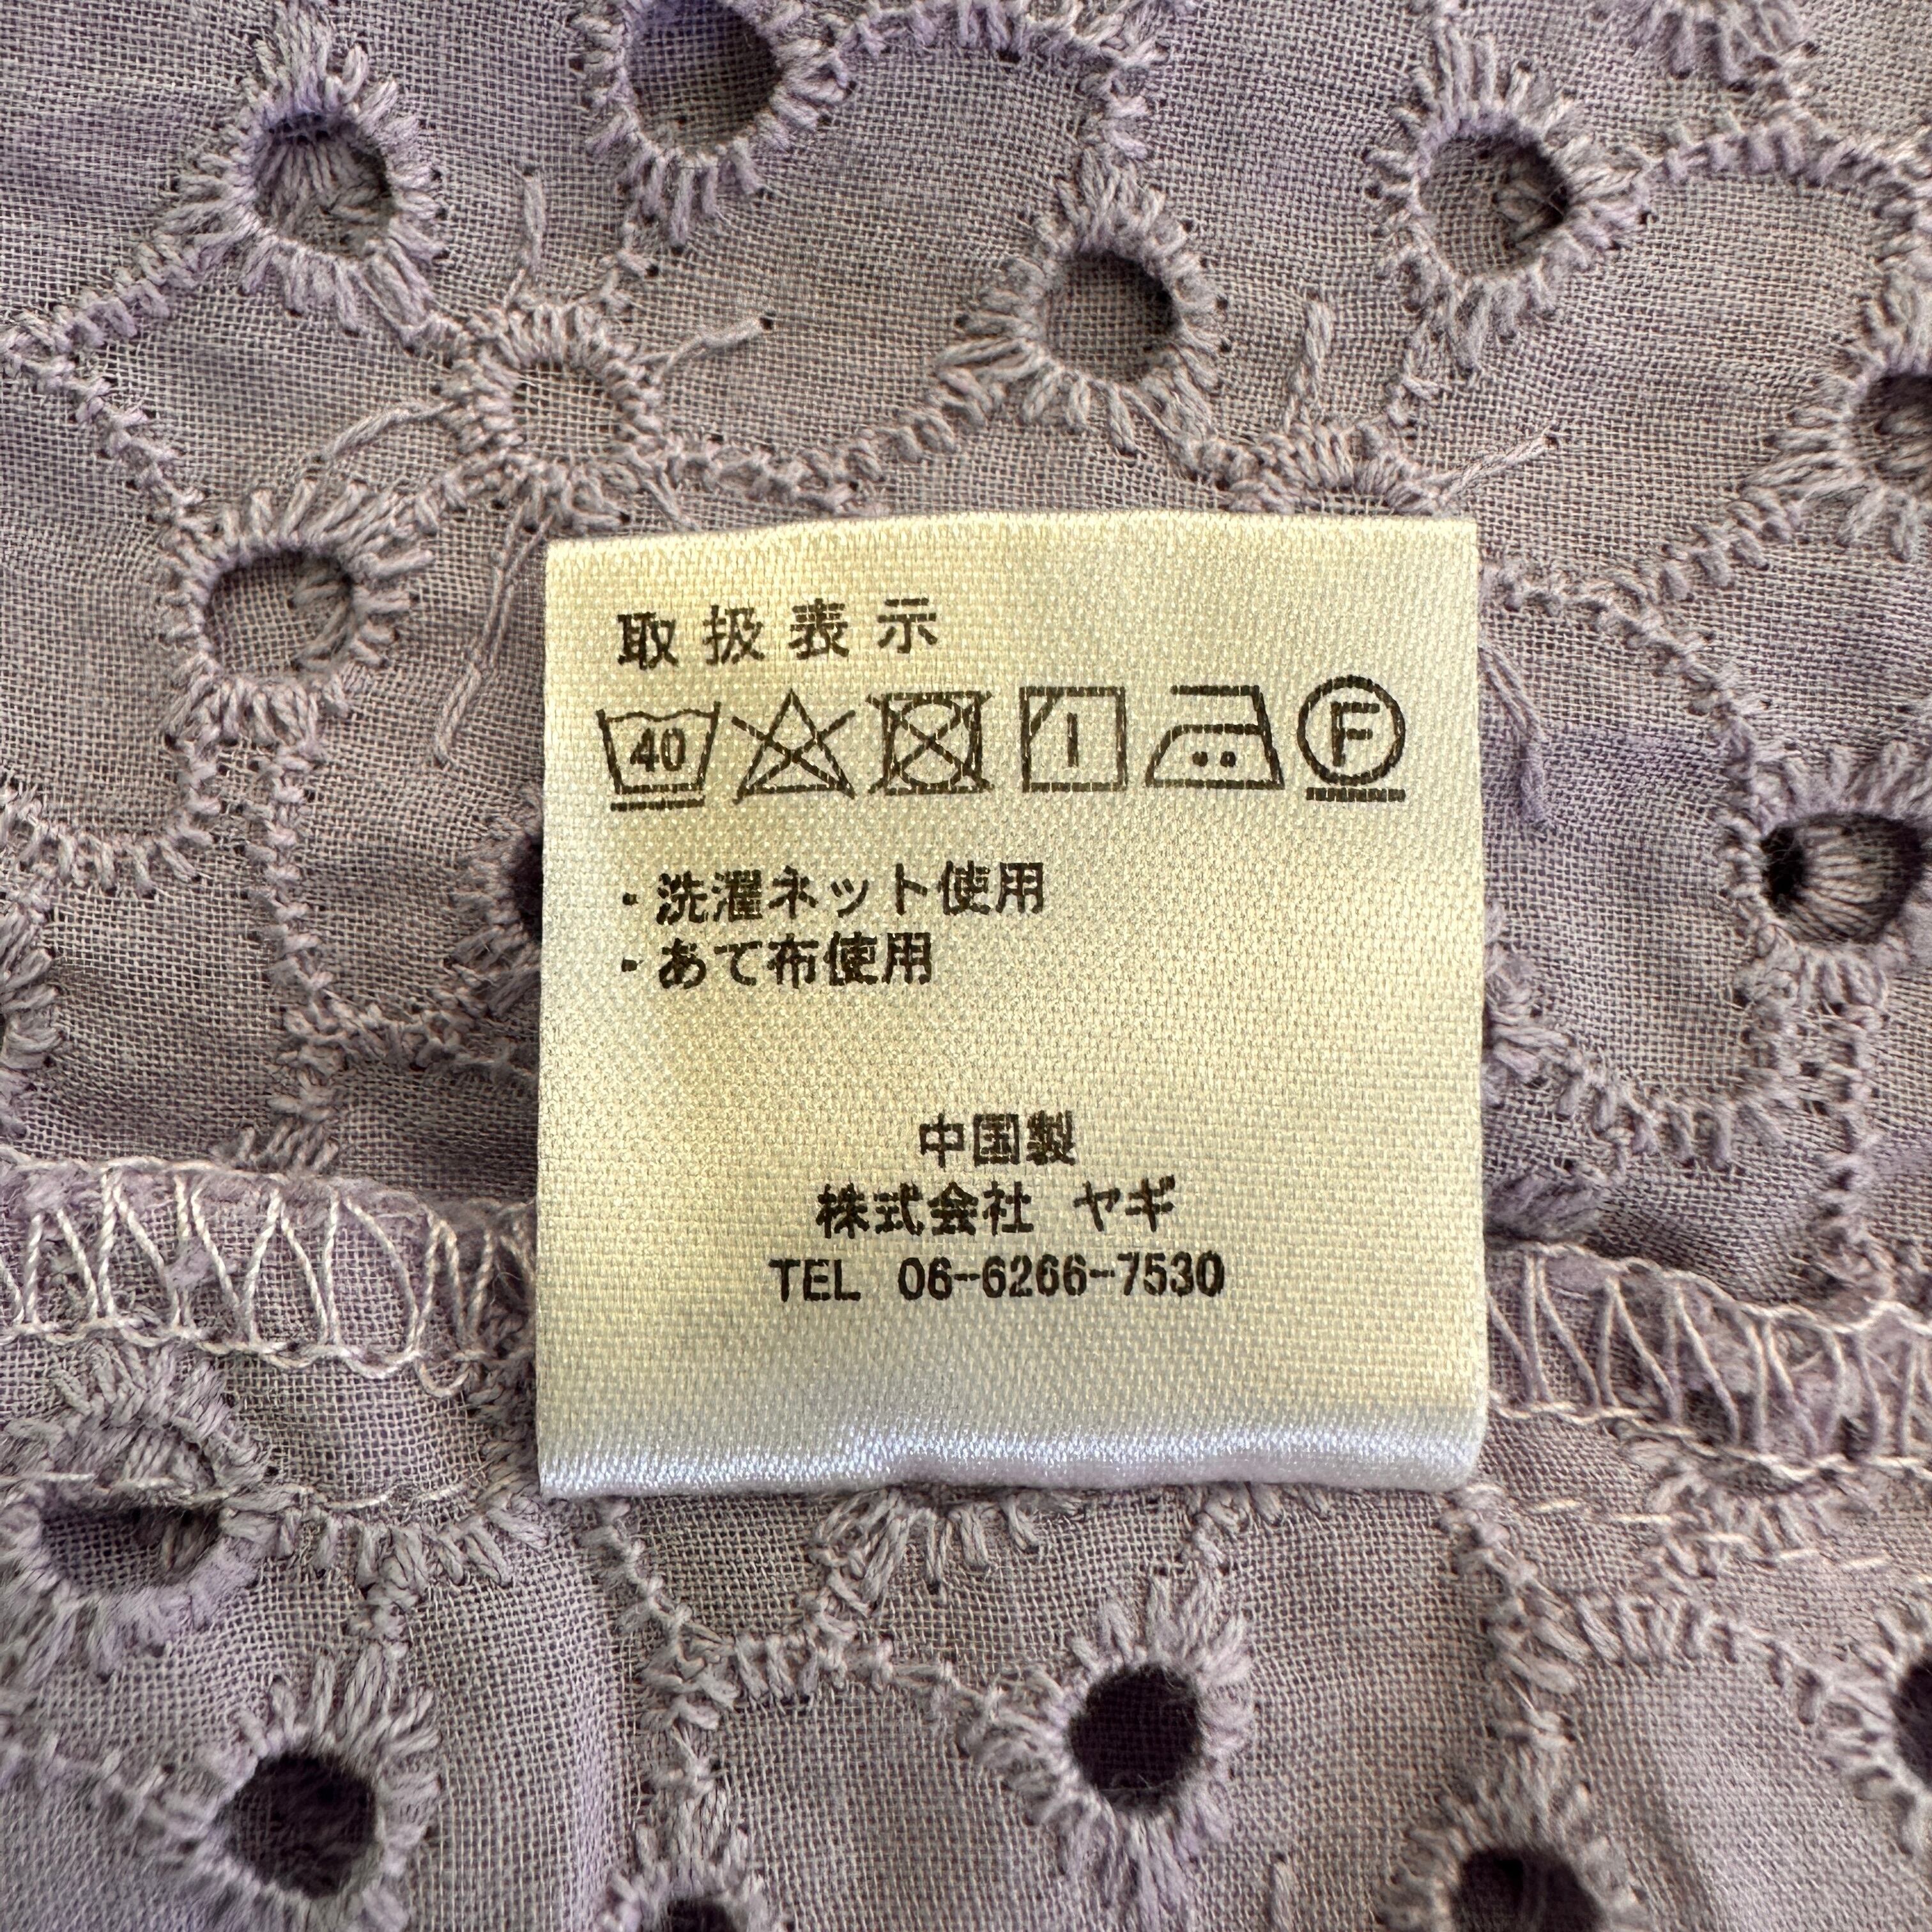 取扱表示
40 F
・洗濯ネット使用
・あて布使用
中国製
株式会社 ヤギ
TEL 06-6266-7530